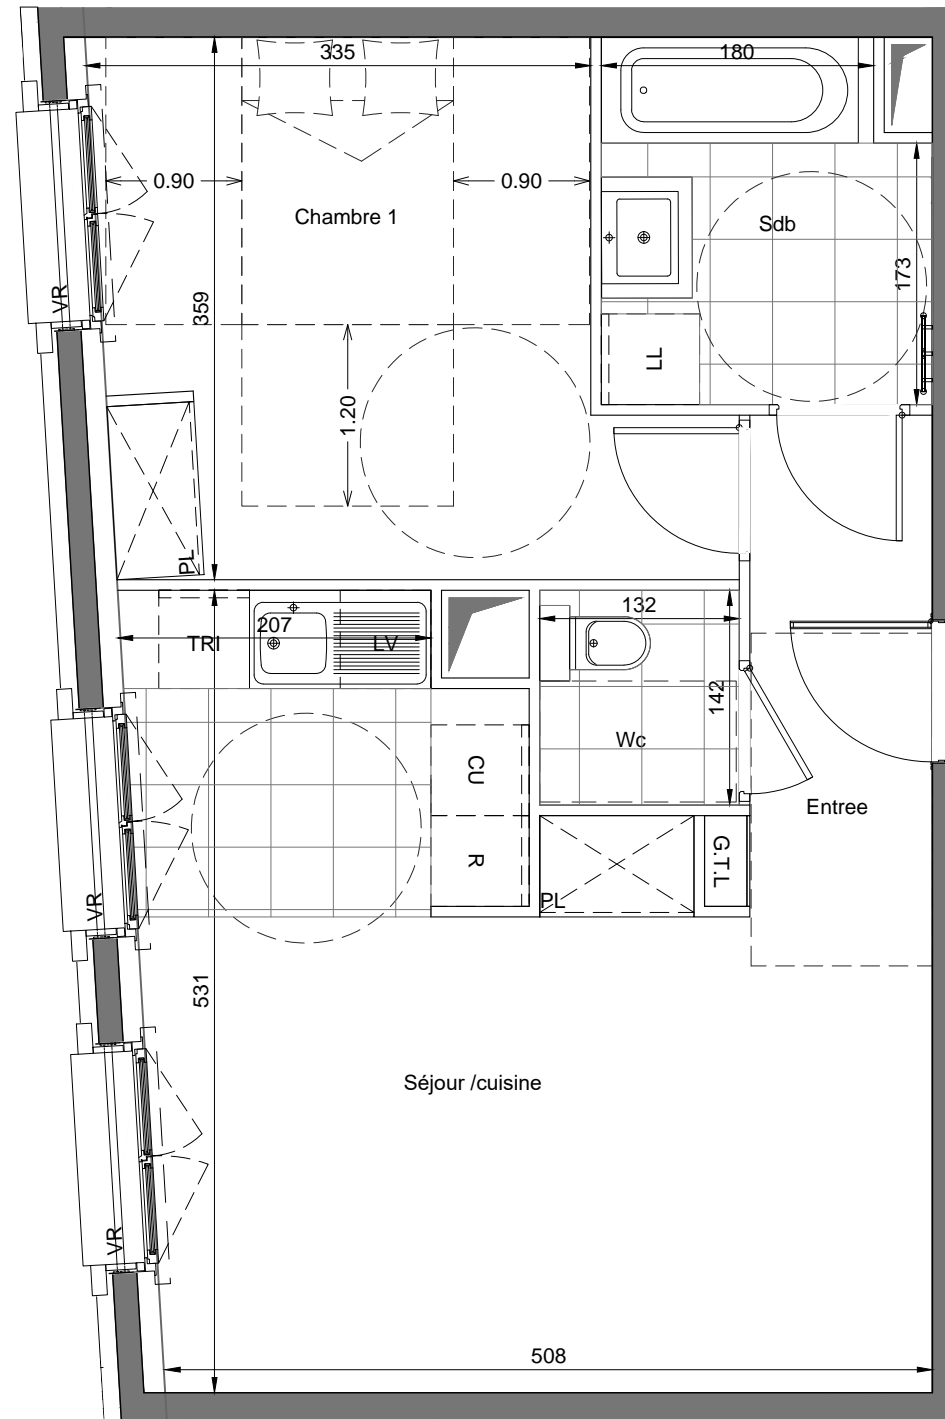 335
180
0.90
0.90
Chambre 1
Sdb
173
VR
359
LL
1.20
PL
132
TRI
207
LV
142
Wc
CU
Entree
R
G.T.L
PL
VR
531
Séjour /cuisine
VR
508